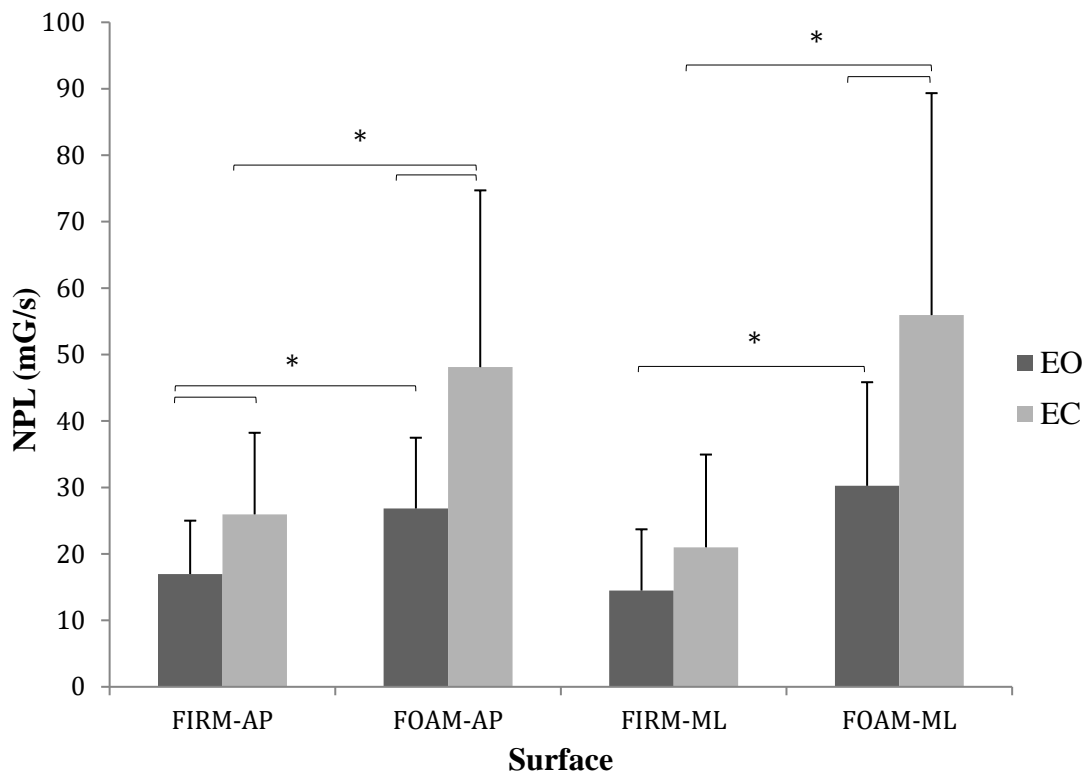 100
90
80
70
60
50
40
30
20
10
0
NPL (mG/s)
*
*
*
*
EO
EC
FIRM-AP
FOAM-AP
FIRM-ML
FOAM-ML
Surface